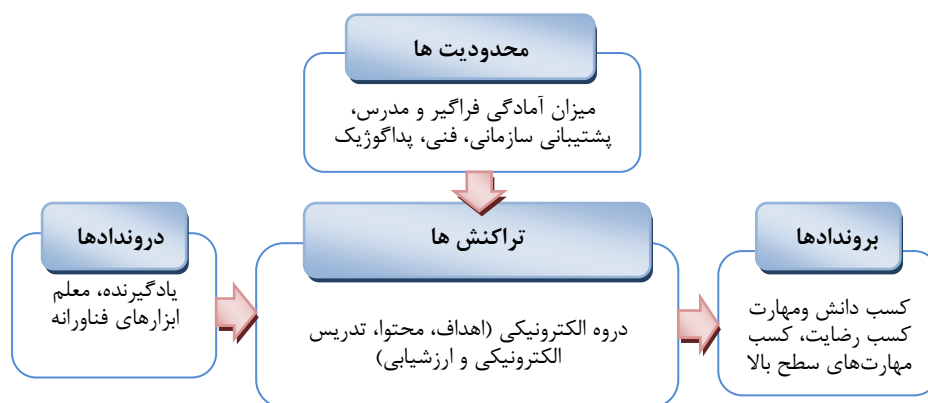 محدودیت ها
میزان آمادگی فراگیر و مدرس،
پشتیبانی سازمانی، فنی، پداگوژیک
بروندادها
کسب دانش ومهارت
کسب رضایت، کسب
مهارت‌های سطح بالا
تراکنش ها
دروه الکترونیکی (اهداف، محتوا، تدریس
الکترونیکی و ارزشیابی)
دروندادها
یادگیرنده، معلم
ابزارهای فناورانه